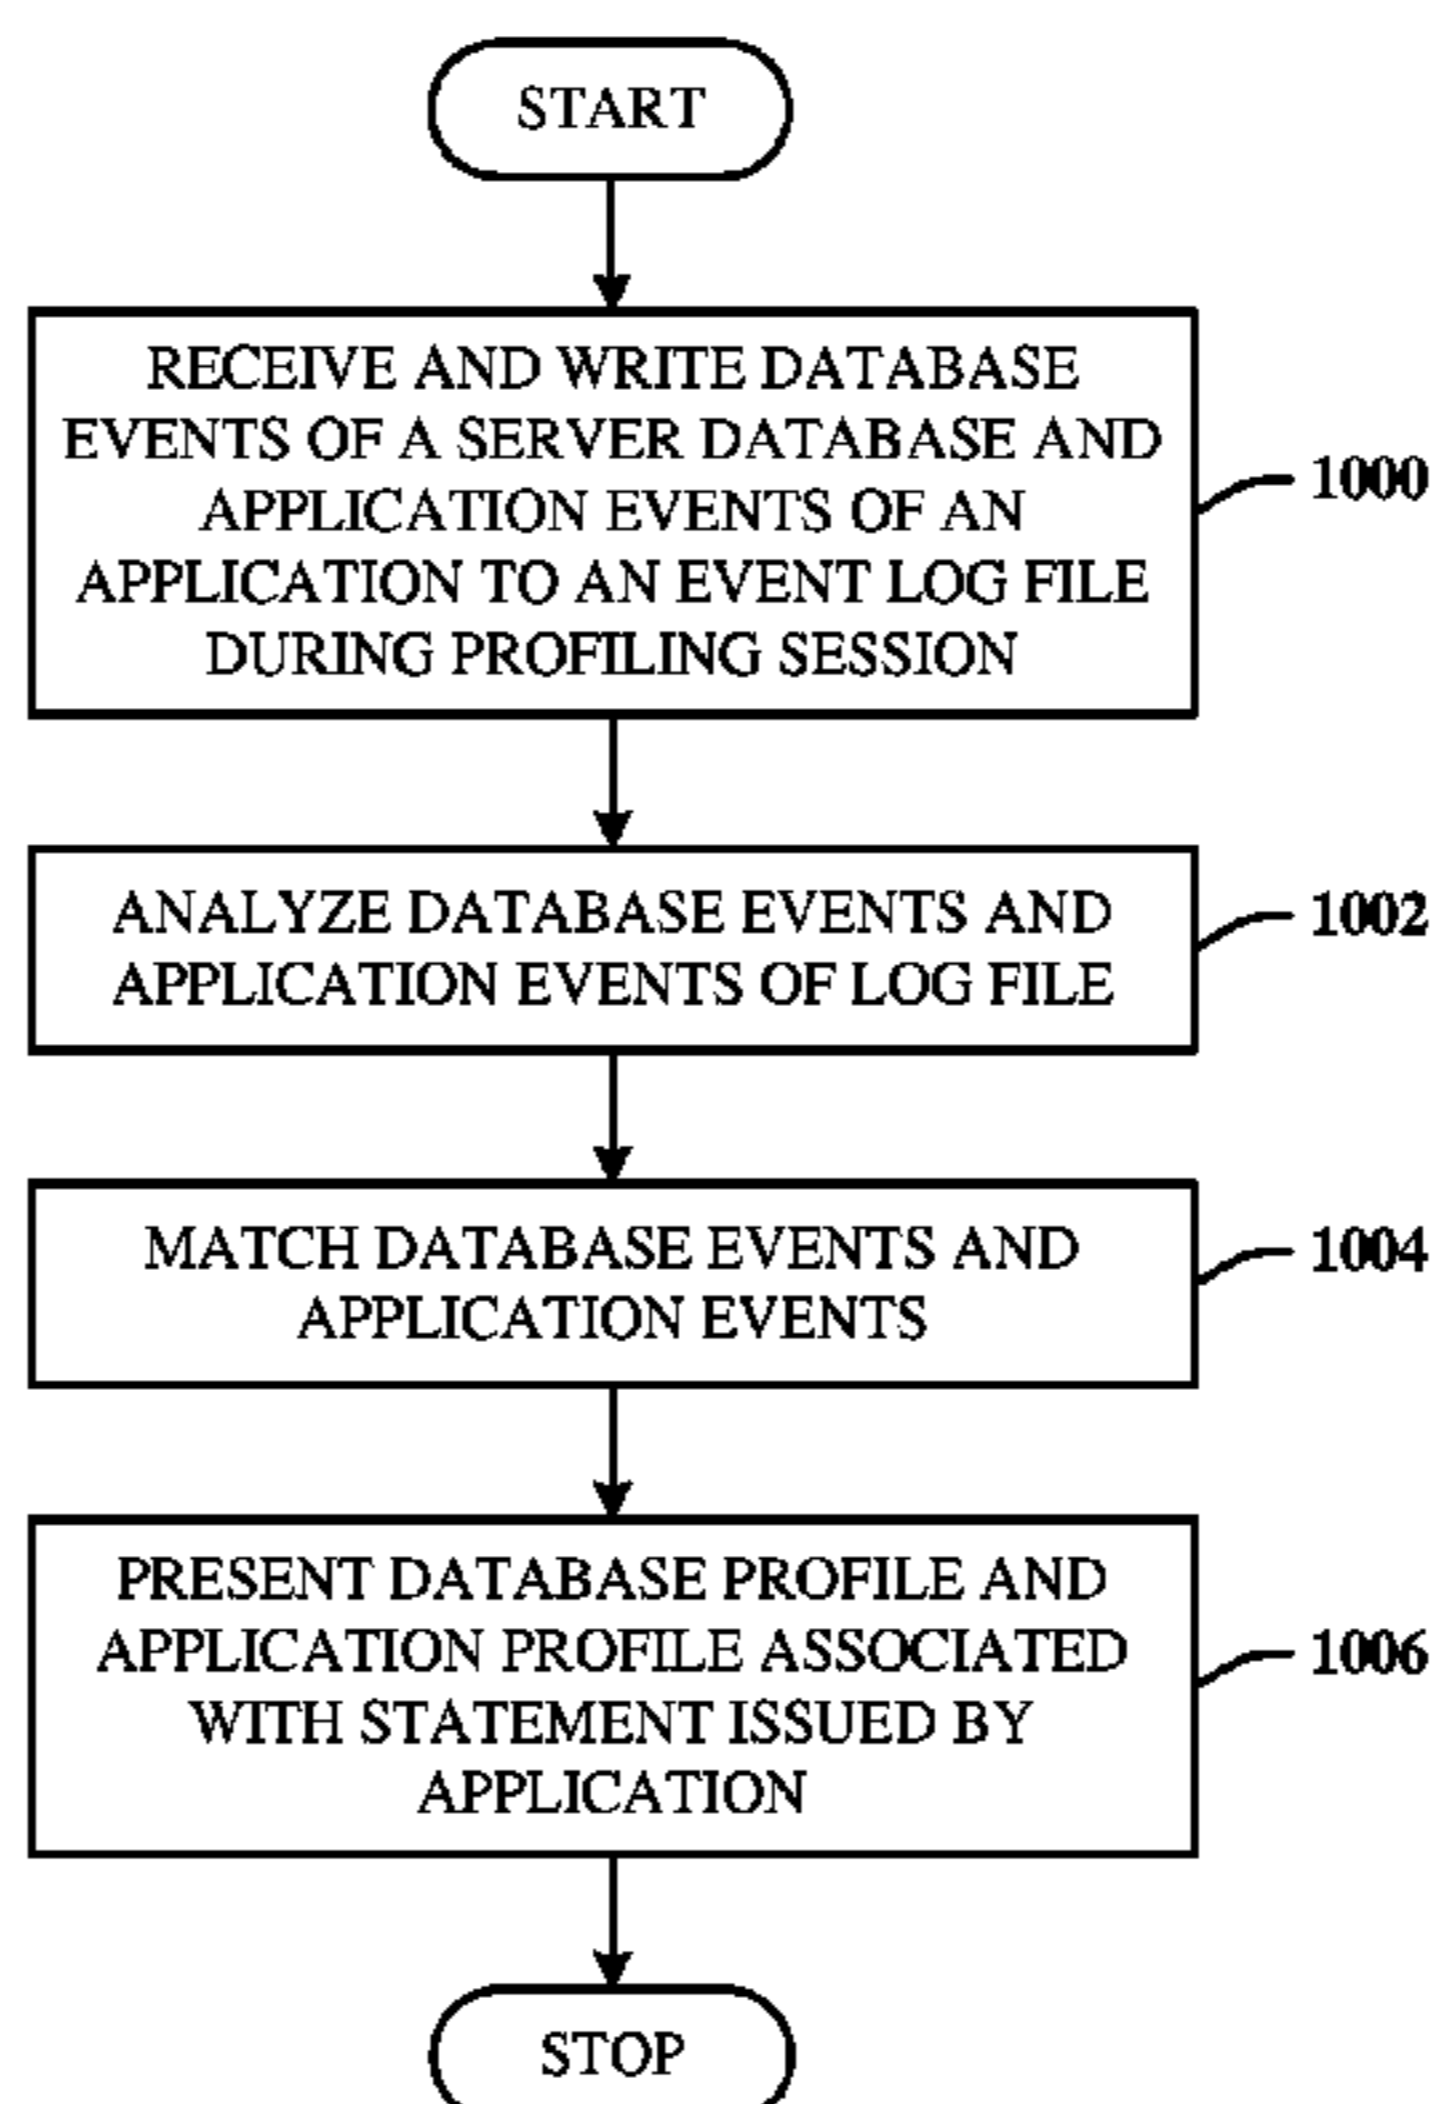 START
RECEIVE AND WRITE DATABASE
EVENTS OF A SERVER DATABASE AND
APPLICATION EVENTS OF AN
APPLICATION TO AN EVENT LOG FILE
DURING PROFILING SESSION
1000
ANALYZE DATABASE EVENTS AND
APPLICATION EVENTS OF LOG FILE
1002
MATCH DATABASE EVENTS AND
APPLICATION EVENTS
1004
PRESENT DATABASE PROFILE AND
APPLICATION PROFILE ASSOCIATED
WITH STATEMENT ISSUED BY
APPLICATION
1006
STOP